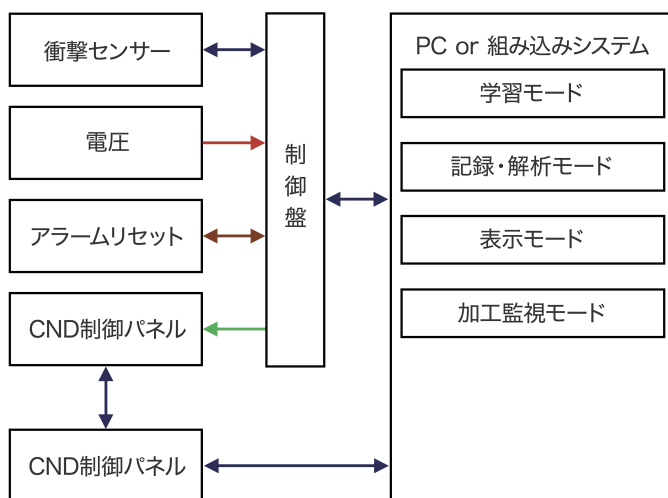 衝撃センサー
電圧
アラームリセット
CND制御パネル
CND制御パネル
制御盤
PC or 組み込みシステム
学習モード
記録・解析モード
表示モード
加工監視モード